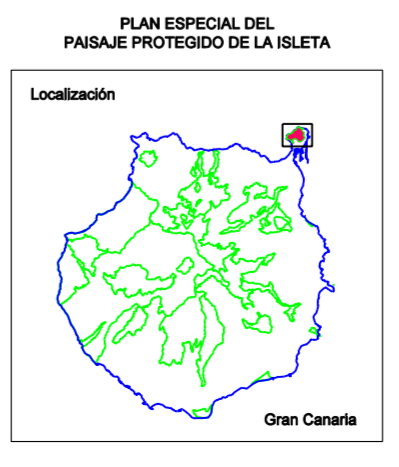 PLAN ESPECIAL DEL
PAISAJE PROTEGIDO DE LA ISLETA
Localización
Gran Canaria